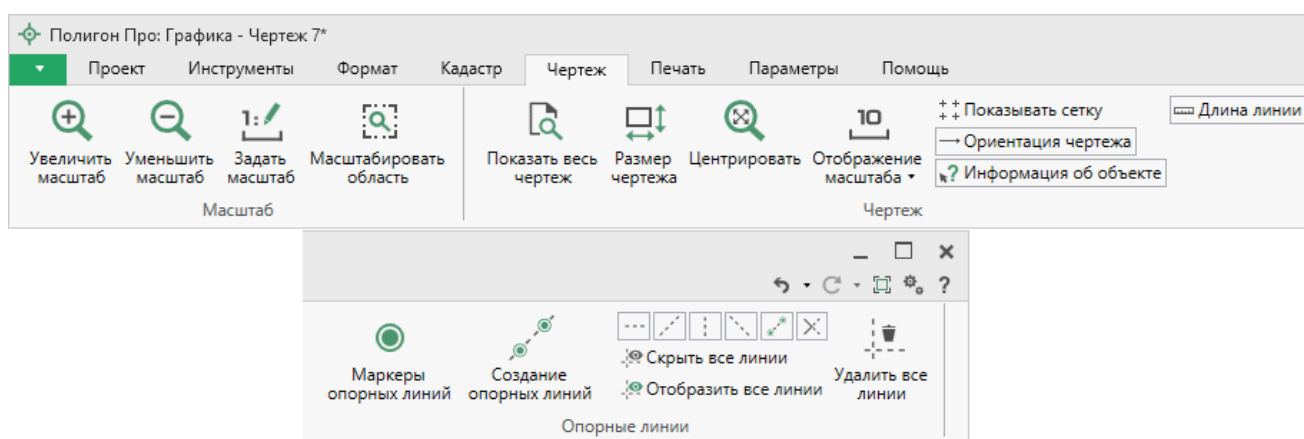 Полигон Про: Графика - Чертеж 7*
Проект Инструменты Формат Кадастр Чертеж Печать Параметры Помощь
Увеличить масштаб
Уменьшить масштаб
1: Задать масштаб
Масштабировать область
Масштаб
Показать весь чертеж
Размер чертежа
Центрировать
10 Отображение масштаба
Показывать сетку
Ориентация чертежа
? Информация об объекте
Длина линии
Чертеж
?
Маркеры опорных линий
Создание опорных линий
Скрыть все линии
Отобразить все линии
Удалить все линии
Опорные линии